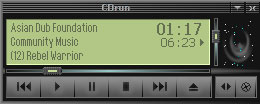 CDrun
Asian Dub Foundation 01:17
Community Music 06:23
(12) Rebel Warrior